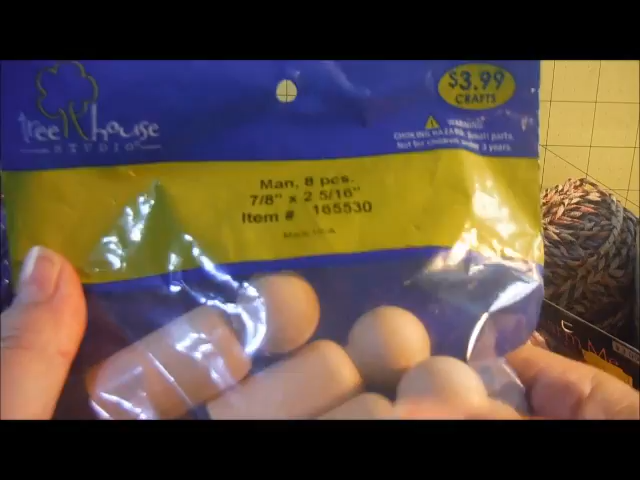 tree house
STUDIO
$3.99
CRAFTS
WARNING:
CHOKING HAZARD. Small parts.
Not for children under 3 years.
Man, 8 pcs.
7/8" x 2 5/16"
Item # 165530